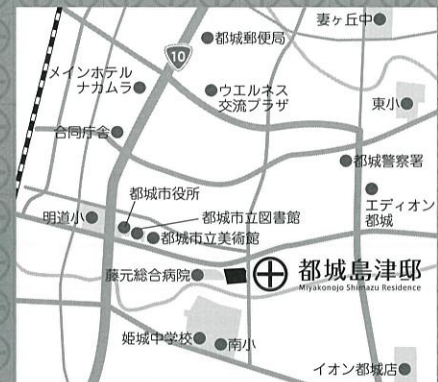 妻ヶ丘中
都城郵便局
10
メインホテル
ナカムラ
ウエルネス
交流プラザ
東小
合同庁舎
都城警察署
エディオン
都城
都城市役所
明道小
都城市立図書館
都城市立美術館
藤元総合病院
都城島津邸
Miyakonojo Shimazu Residence
姫城中学校
南小
イオン都城店